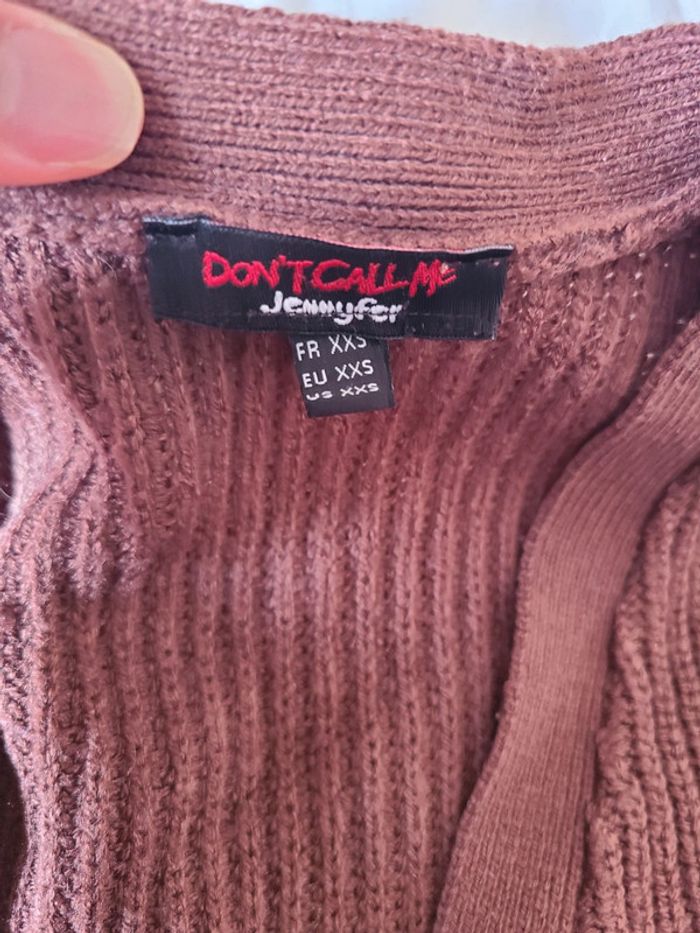 DON'T CALL ME
Jennyfer
FR XXS
EU XXS
US XXS